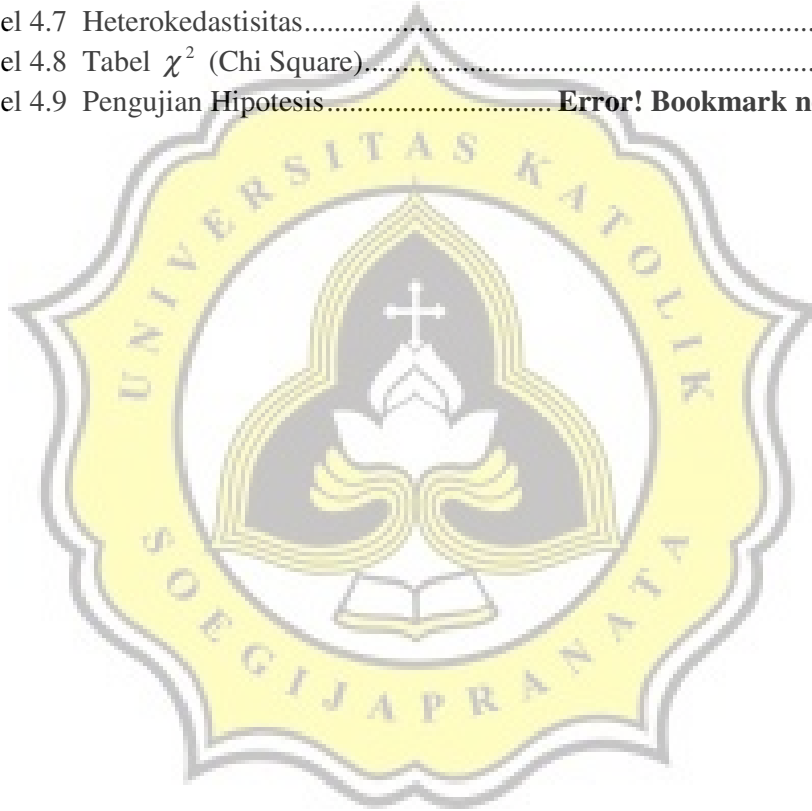 el 4.7 Heterokedastisitas....................................................................
el 4.8 Tabel χ² (Chi Square)............................................................
el 4.9 Pengujian Hipotesis.............................. Error! Bookmark n
UNIVERSITAS KATOLIK
SOEGIJAPRANATA